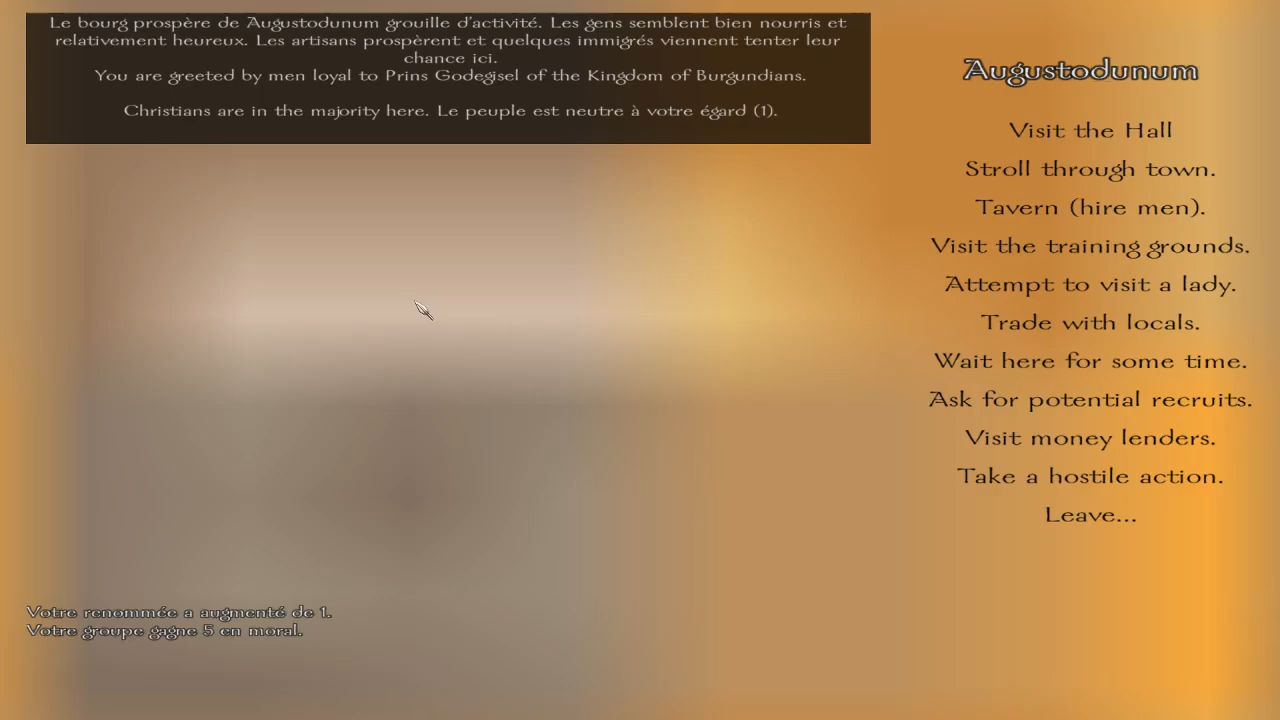 Le bourg prospère de Augustodunum grouille d'activité. Les gens semblent bien nourris et
relativement heureux. Les artisans prospèrent et quelques immigrés viennent tenter leur
chance ici.
You are greeted by men loyal to Prins Godegisel of the Kingdom of Burgundians.
Christians are in the majority here. Le peuple est neutre à votre égard (1).
Augustodunum
Visit the Hall
Stroll through town.
Tavern (hire men).
Visit the training grounds.
Attempt to visit a lady.
Trade with locals.
Wait here for some time.
Ask for potential recruits.
Visit money lenders.
Take a hostile action.
Leave...
Votre renommée a augmenté de 1.
Votre groupe gagne 5 en moral.